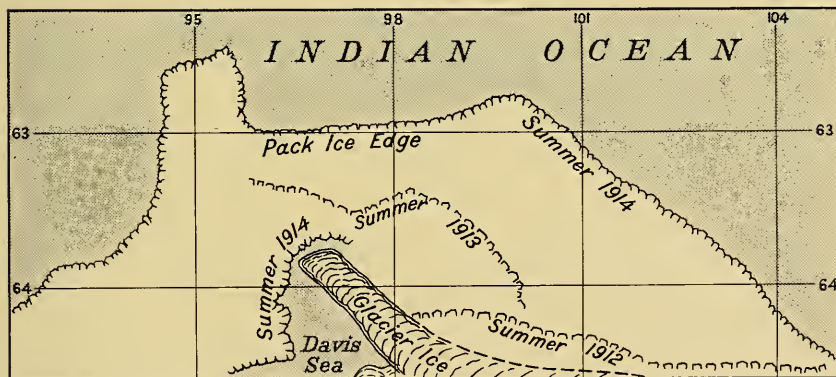 95 98 101 104
INDIAN OCEAN
63 63
Pack Ice Edge
Summer 1914
Summer 1913
Summer 1914
64 64
Glacier Ice
Summer 1912
Davis
Sea